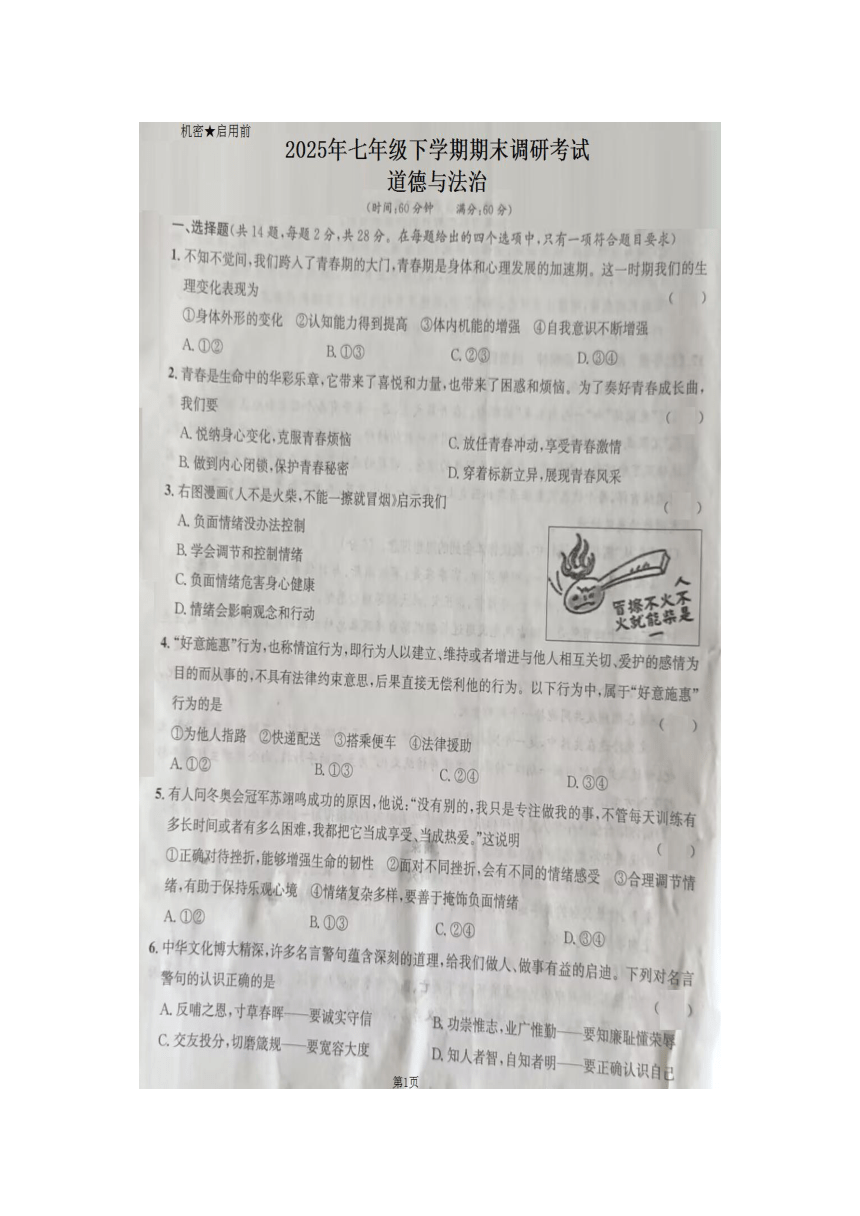 机密★启用前
2025年七年级下学期期末调研考试
道德与法治
(时间:60分钟 满分:60分)
一、选择题(共14题,每题2分,共28分。在每题给出的四个选项中,只有一项符合题目要求)
1. 不知不觉间,我们跨入了青春期的大门,青春期是身体和心理发展的加速期。这一时期我们的生
理变化表现为 ( )
①身体外形的变化 ②认知能力得到提高 ③体内机能的增强 ④自我意识不断增强
A. ①② B. ①③ C. ②③ D. ③④
2. 青春是生命中的华彩乐章,它带来了喜悦和力量,也带来了困惑和烦恼。为了奏好青春成长曲,
我们要 ( )
A. 悦纳身心变化,克服青春烦恼 C. 放任青春冲动,享受青春激情
B. 做到内心闭锁,保护青春秘密 D. 穿着标新立异,展现青春风采
3. 右图漫画《人不是火柴,不能一擦就冒烟》启示我们 ( )
A. 负面情绪没办法控制
B. 学会调节和控制情绪
C. 负面情绪危害身心健康
D. 情绪会影响观念和行动
人
冒擦不火不
火就能柴是
一
4. “好意施惠”行为,也称情谊行为,即行为人以建立、维持或者增进与他人相互关切、爱护的感情为
目的而从事的,不具有法律约束意思,后果直接无偿利他的行为。以下行为中,属于“好意施惠”
行为的是 ( )
①为他人指路 ②快递配送 ③搭乘便车 ④法律援助
A. ①② B. ①③ C. ②④ D. ③④
5. 有人问冬奥会冠军苏翊鸣成功的原因,他说:“没有别的,我只是专注做我的事,不管每天训练有
多长时间或者有多么困难,我都把它当成享受、当成热爱。”这说明 ( )
①正确对待挫折,能够增强生命的韧性 ②面对不同挫折,会有不同的情绪感受 ③合理调节情
绪,有助于保持乐观心境 ④情绪复杂多样,要善于掩饰负面情绪
A. ①② B. ①③ C. ②④ D. ③④
6. 中华文化博大精深,许多名言警句蕴含深刻的道理,给我们做人、做事有益的启迪。下列对名言
警句的认识正确的是 ( )
A. 反哺之恩,寸草春晖——要诚实守信 B. 功崇惟志,业广惟勤——要知廉耻懂荣辱
C. 交友投分,切磨箴规——要宽容大度 D. 知人者智,自知者明——要正确认识自己
第1页